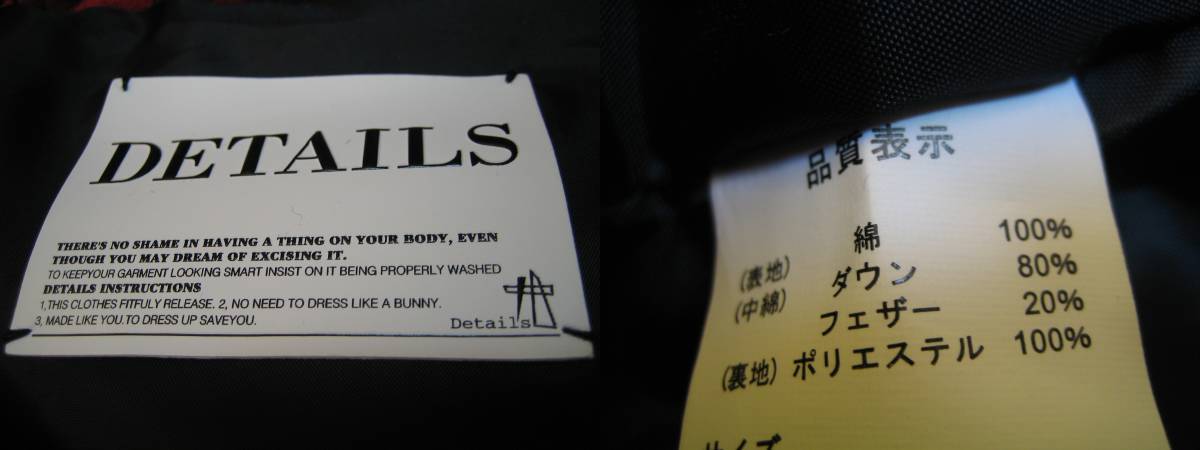 DETAILS
THERE'S NO SHAME IN HAVING A THING ON YOUR BODY, EVEN
THOUGH YOU MAY DREAM OF EXCISING IT.
TO KEEPYOUR GARMENT LOOKING SMART INSIST ON IT BEING PROPERLY WASHED
DETAILS INSTRUCTIONS
1,THIS CLOTHES FITFULY RELEASE. 2, NO NEED TO DRESS LIKE A BUNNY.
3, MADE LIKE YOU.TO DRESS UP SAVEYOU.
Details
品質表示
(表地) 綿 100%
(中綿) ダウン 80%
フェザー 20%
(裏地) ポリエステル 100%
サイズ